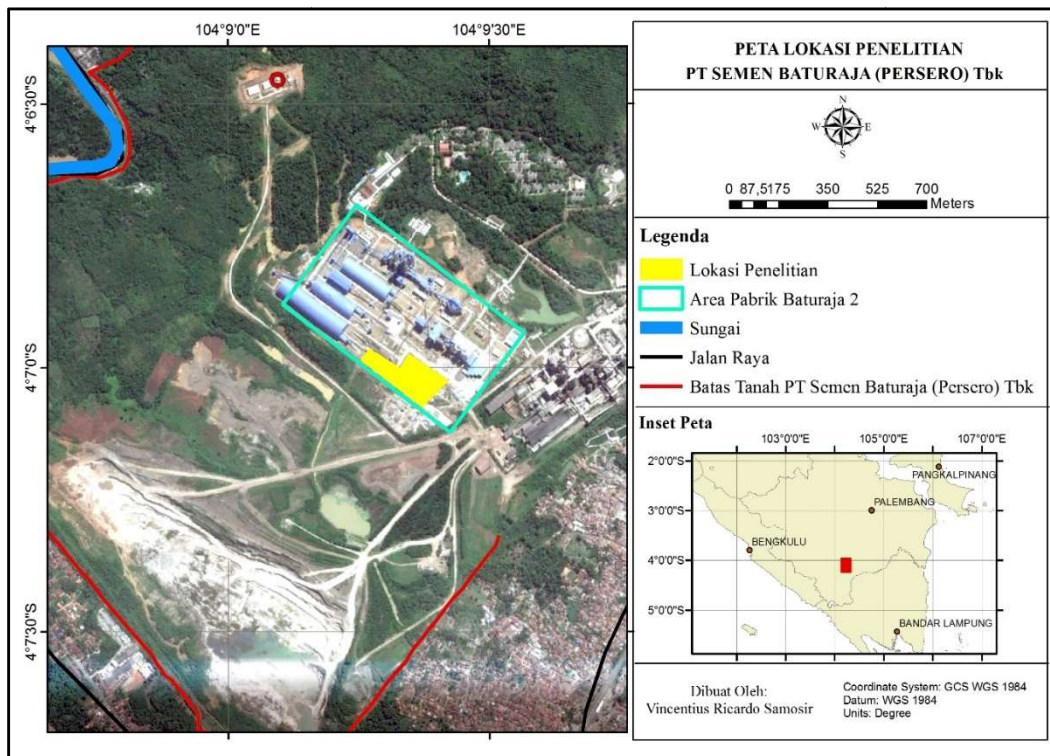 104°9'0"E
104°9'30"E
4°6'30"S
4°7'0"S
4°7'30"S
PETA LOKASI PENELITIAN
PT SEMEN BATURAJA (PERSERO) Tbk
N
W E
S
0 87,5175 350 525 700
Meters
Legenda
Lokasi Penelitian
Area Pabrik Baturaja 2
Sungai
Jalan Raya
Batas Tanah PT Semen Baturaja (Persero) Tbk
Inset Peta
103°0'0"E 105°0'0"E 107°0'0"E
2°0'0"S
3°0'0"S
4°0'0"S
5°0'0"S
PANGKALPINANG
PALEMBANG
BENGKULU
BANDAR LAMPUNG
Dibuat Oleh:
Vincentius Ricardo Samosir
Coordinate System: GCS WGS 1984
Datum: WGS 1984
Units: Degree